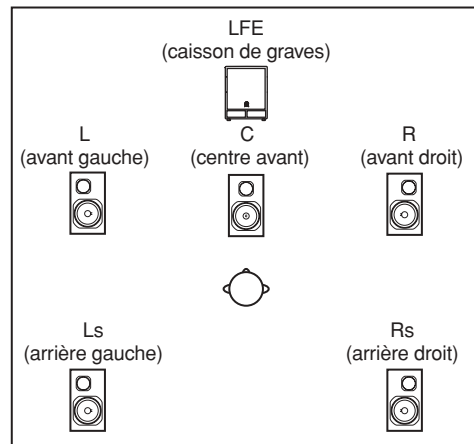 LFE
(caisson de graves)
L
(avant gauche)
C
(centre avant)
R
(avant droit)
Ls
(arrière gauche)
Rs
(arrière droit)